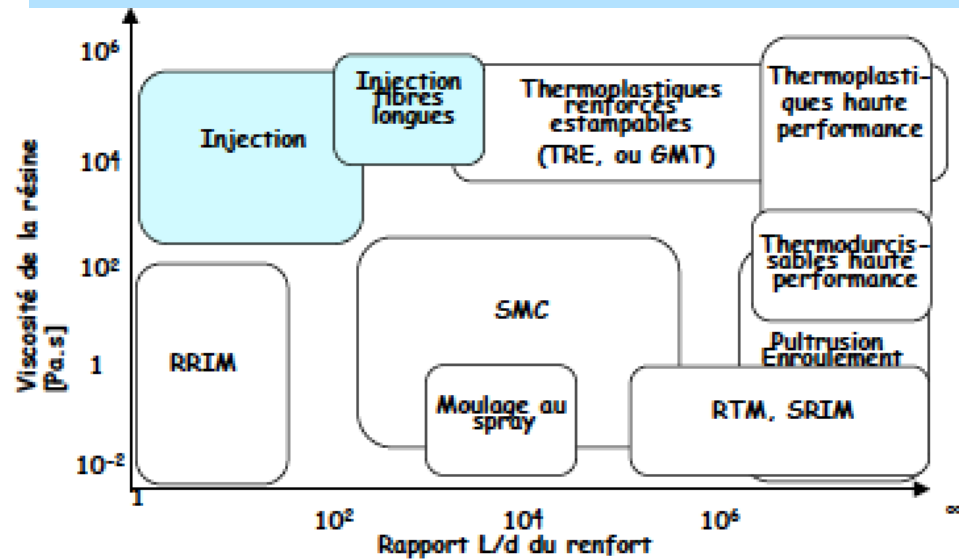 Viscosité de la résine
[Pa.s]
10⁶
10⁴
10²
1
10⁻²
Injection
Injection
fibres
longues
Thermoplastiques
renforcés
estampables
(TRE, ou GMT)
Thermoplasti-
ques haute
performance
Thermodurcis-
sables haute
performance
Pultrusion
Enroulement
SMC
RRIM
Moulage au
spray
RTM, SRIM
1
10²
10⁴
10⁶
∞
Rapport L/d du renfort